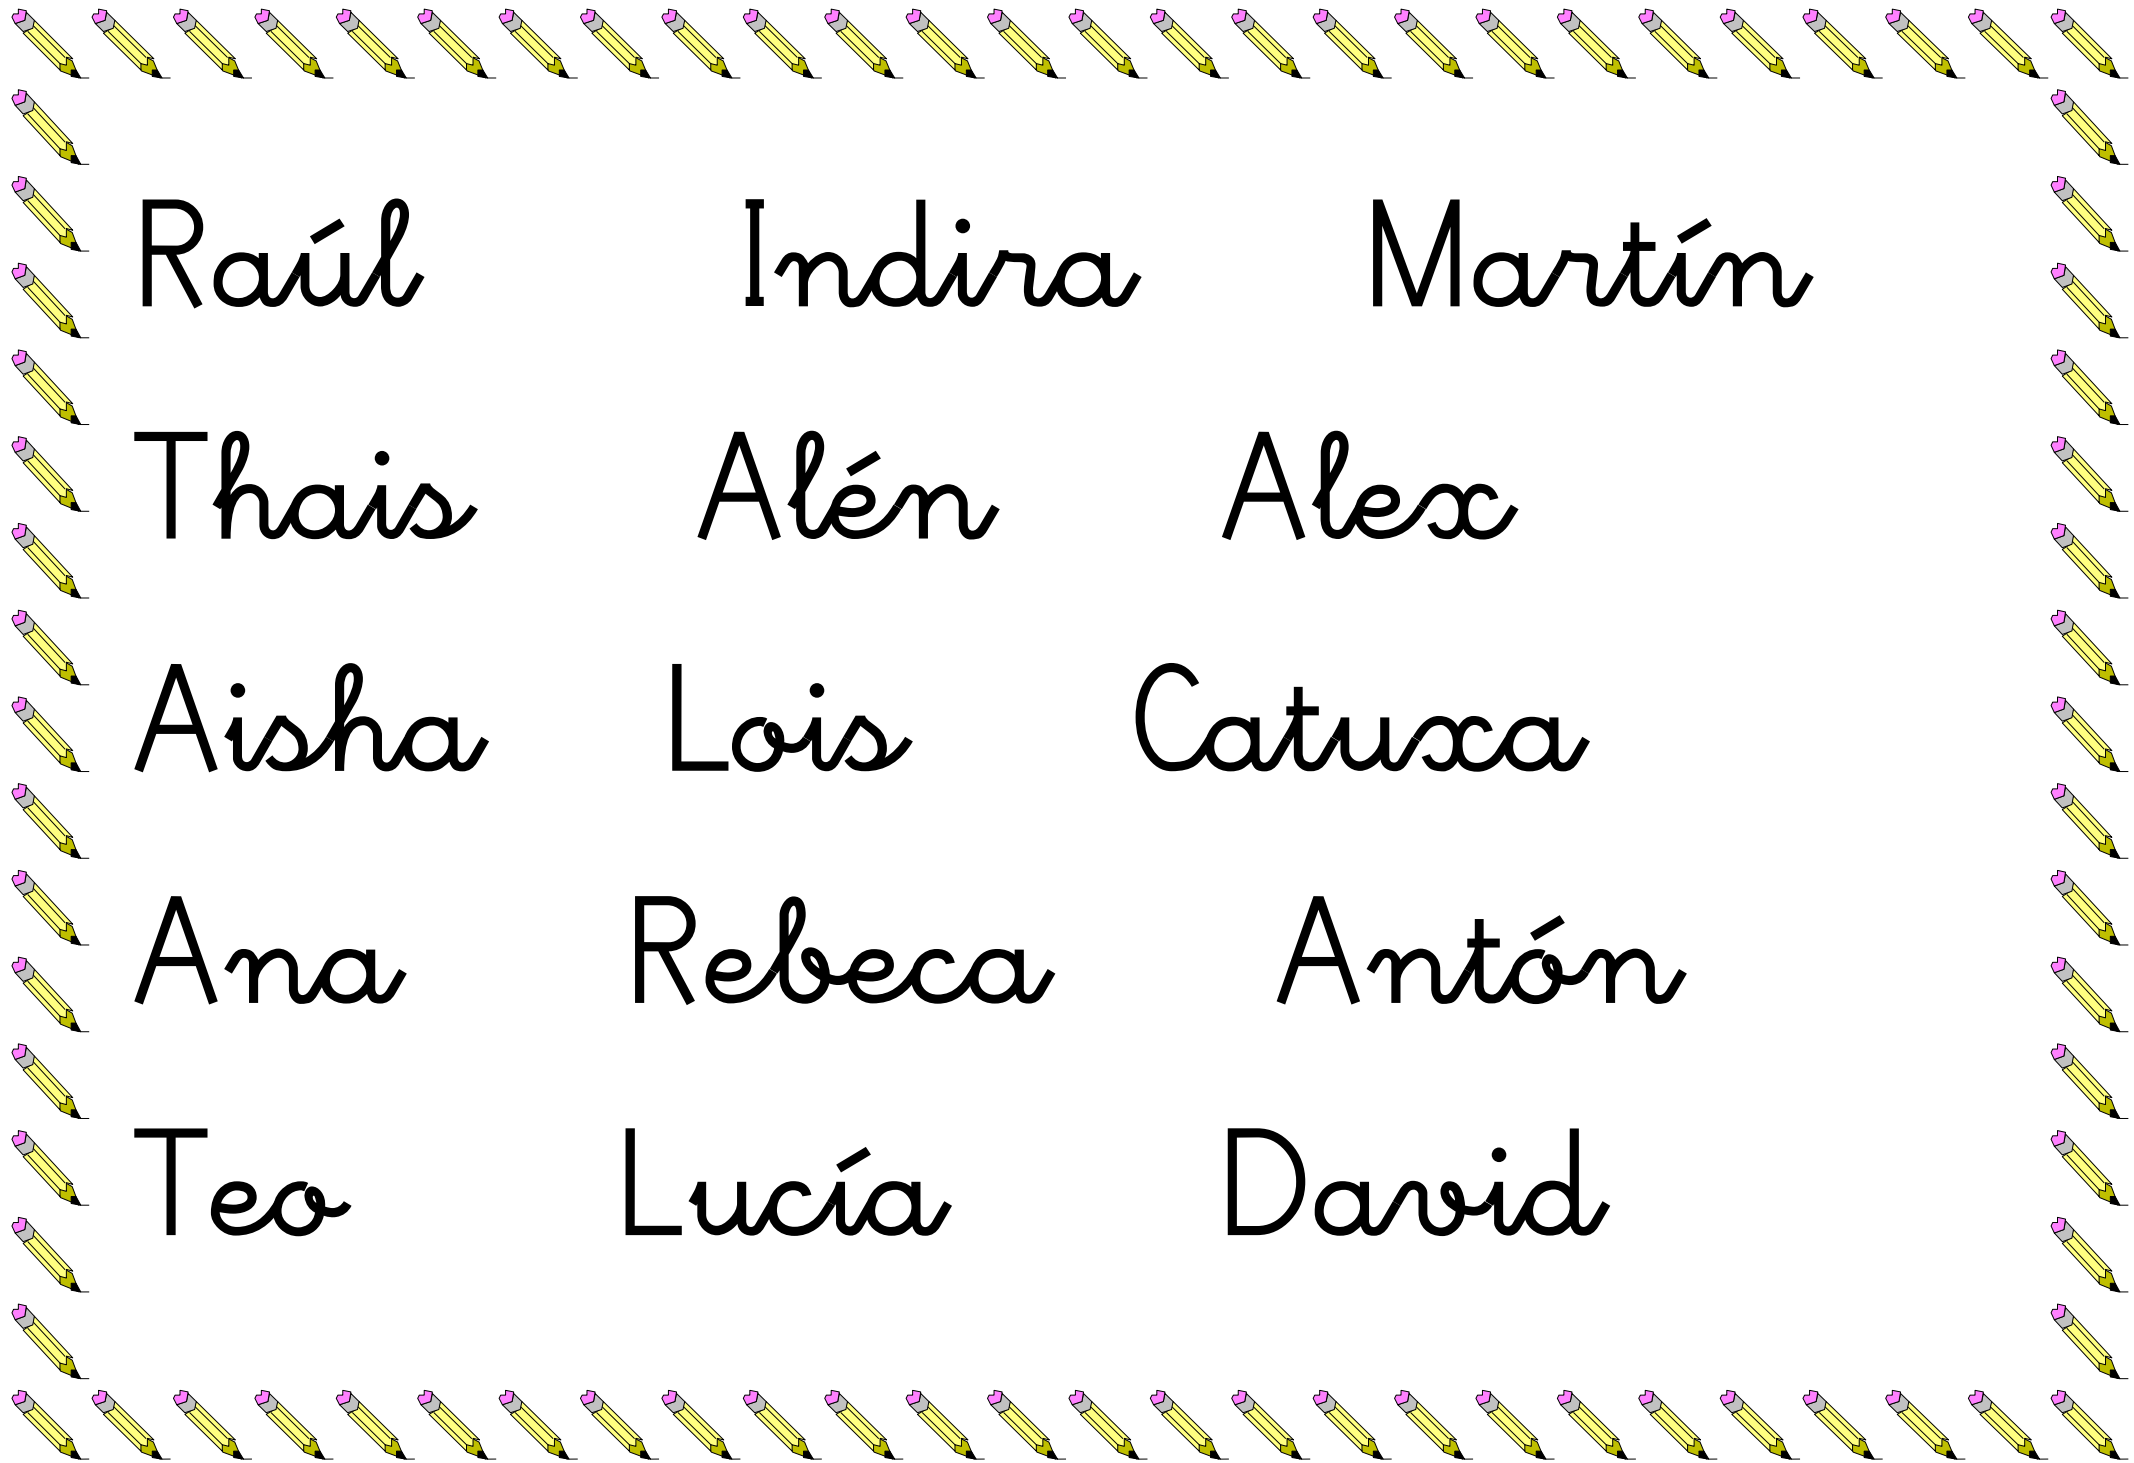 Raúl Indira Martín
Thais Alén Alex
Aisha Lois Catuxa
Ana Rebeca Antón
Teo Lucía David